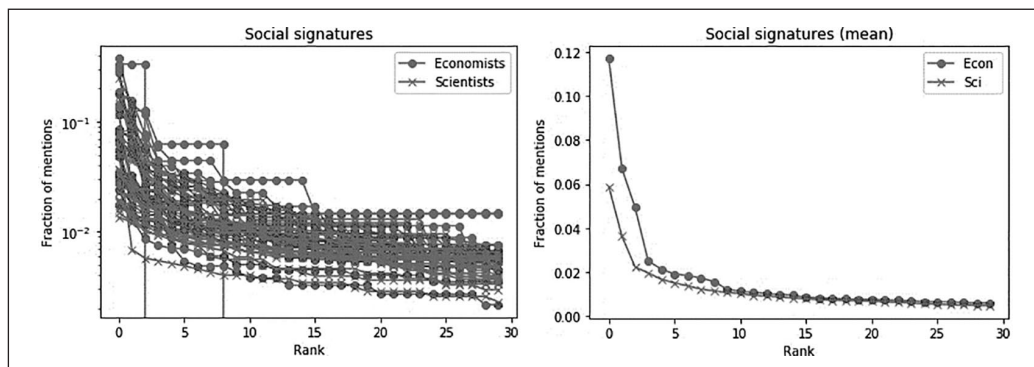 Social signatures
Economists
Scientists
Fraction of mentions
10⁻¹
10⁻²
0 5 10 15 20 25 30
Rank
Social signatures (mean)
Econ
Sci
Fraction of mentions
0.12
0.10
0.08
0.06
0.04
0.02
0.00
0 5 10 15 20 25 30
Rank